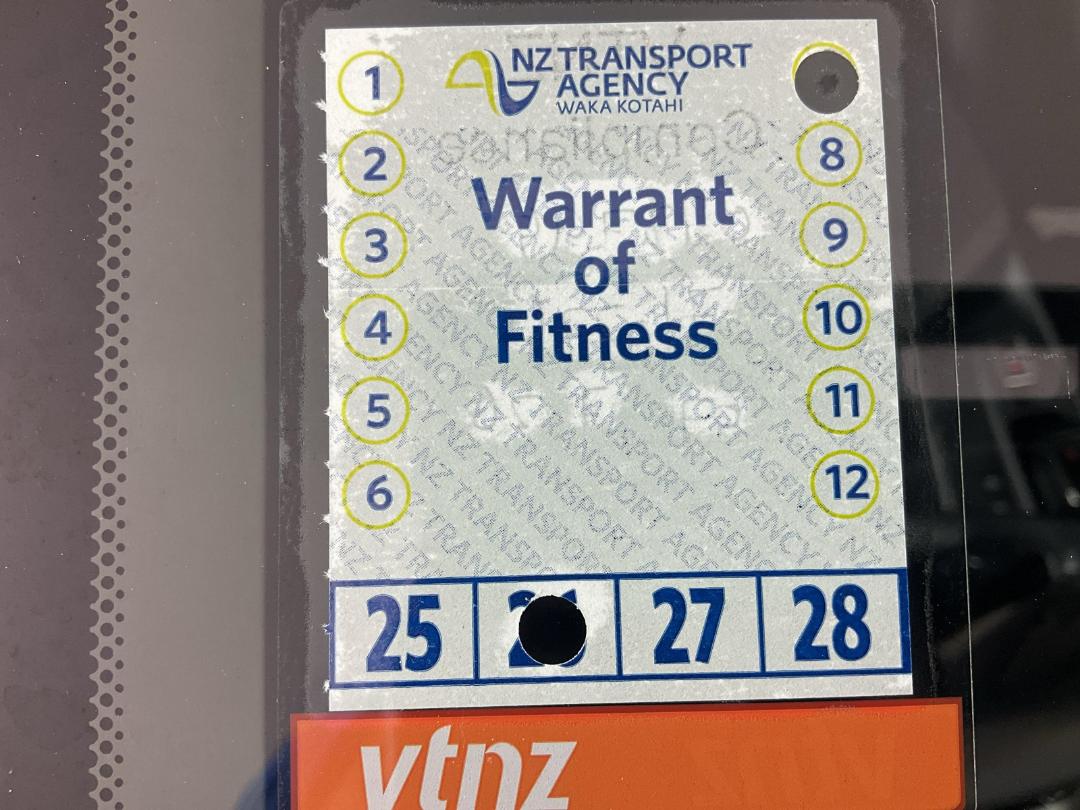 NZ TRANSPORT
AGENCY
WAKA KOTAHI
1
2
8
Warrant
3
9
of
4
10
Fitness
5
11
6
12
25
27
28
vtnz